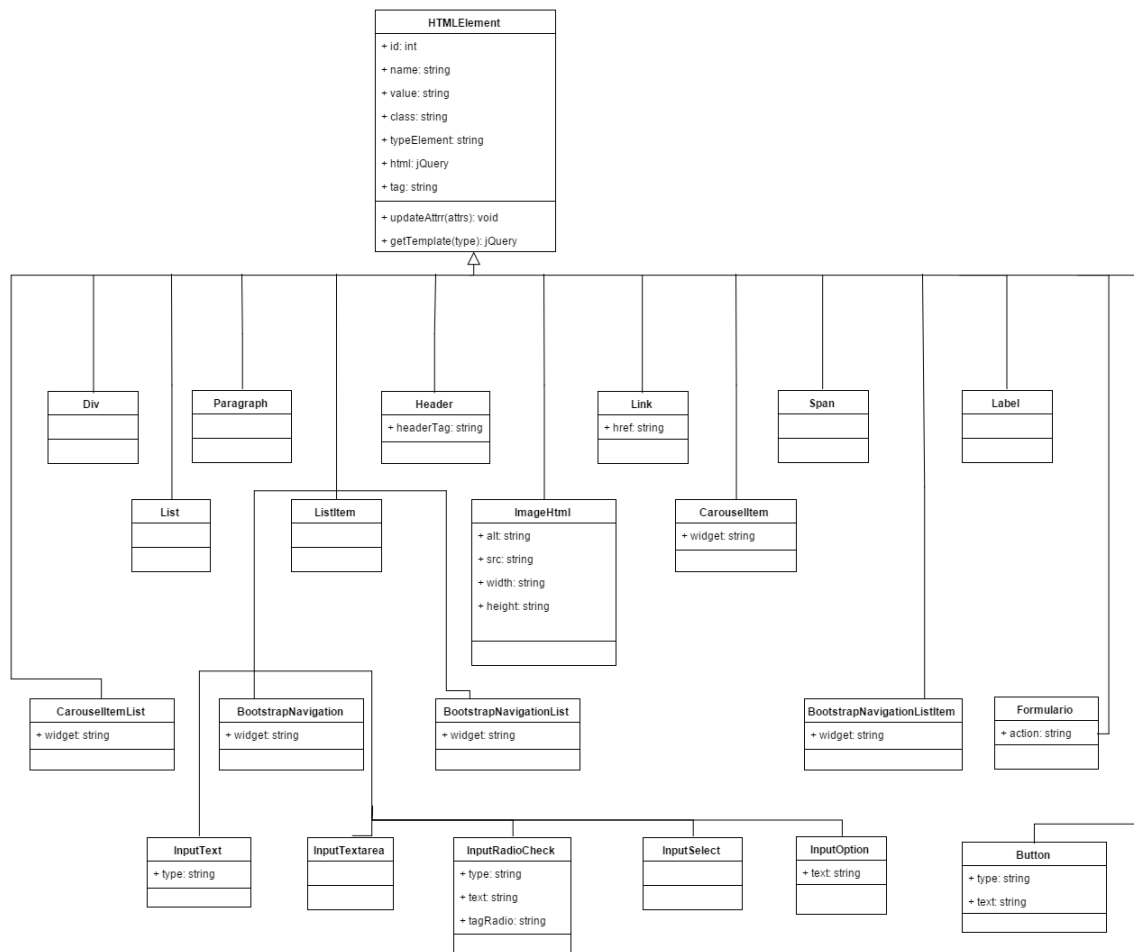 HTMLElement
+ id: int
+ name: string
+ value: string
+ class: string
+ typeElement: string
+ html: jQuery
+ tag: string
+ updateAttrr(attrs): void
+ getTemplate(type): jQuery
Div
Paragraph
Header
+ headerTag: string
Link
+ href: string
Span
Label
List
ListItem
ImageHtml
+ alt: string
+ src: string
+ width: string
+ height: string
CarouselItem
+ widget: string
CarouselItemList
+ widget: string
BootstrapNavigation
+ widget: string
BootstrapNavigationList
+ widget: string
BootstrapNavigationListItem
+ widget: string
Formulario
+ action: string
InputText
+ type: string
InputTextarea
InputRadioCheck
+ type: string
+ text: string
+ tagRadio: string
InputSelect
InputOption
+ text: string
Button
+ type: string
+ text: string